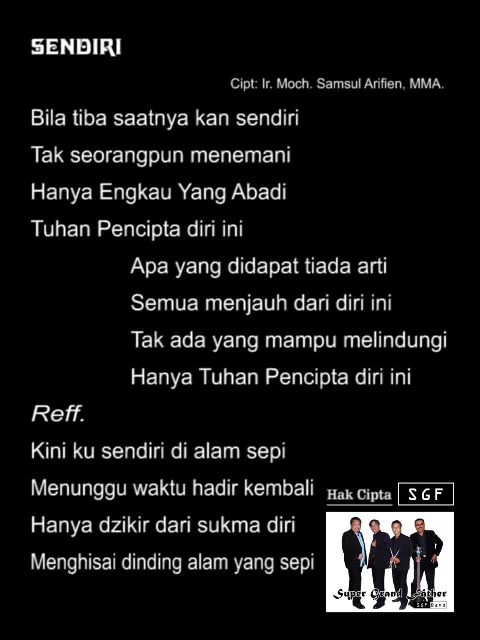 SENDIRI
Cipt: Ir. Moch. Samsul Arifien, MMA.
Bila tiba saatnya kan sendiri
Tak seorangpun menemani
Hanya Engkau Yang Abadi
Tuhan Pencipta diri ini
Apa yang didapat tiada arti
Semua menjauh dari diri ini
Tak ada yang mampu melindungi
Hanya Tuhan Pencipta diri ini
Reff.
Kini ku sendiri di alam sepi
Menunggu waktu hadir kembali
Hanya dzikir dari sukma diri
Menghisai dinding alam yang sepi
Hak Cipta SGF
Super Grand Father
SGF Band